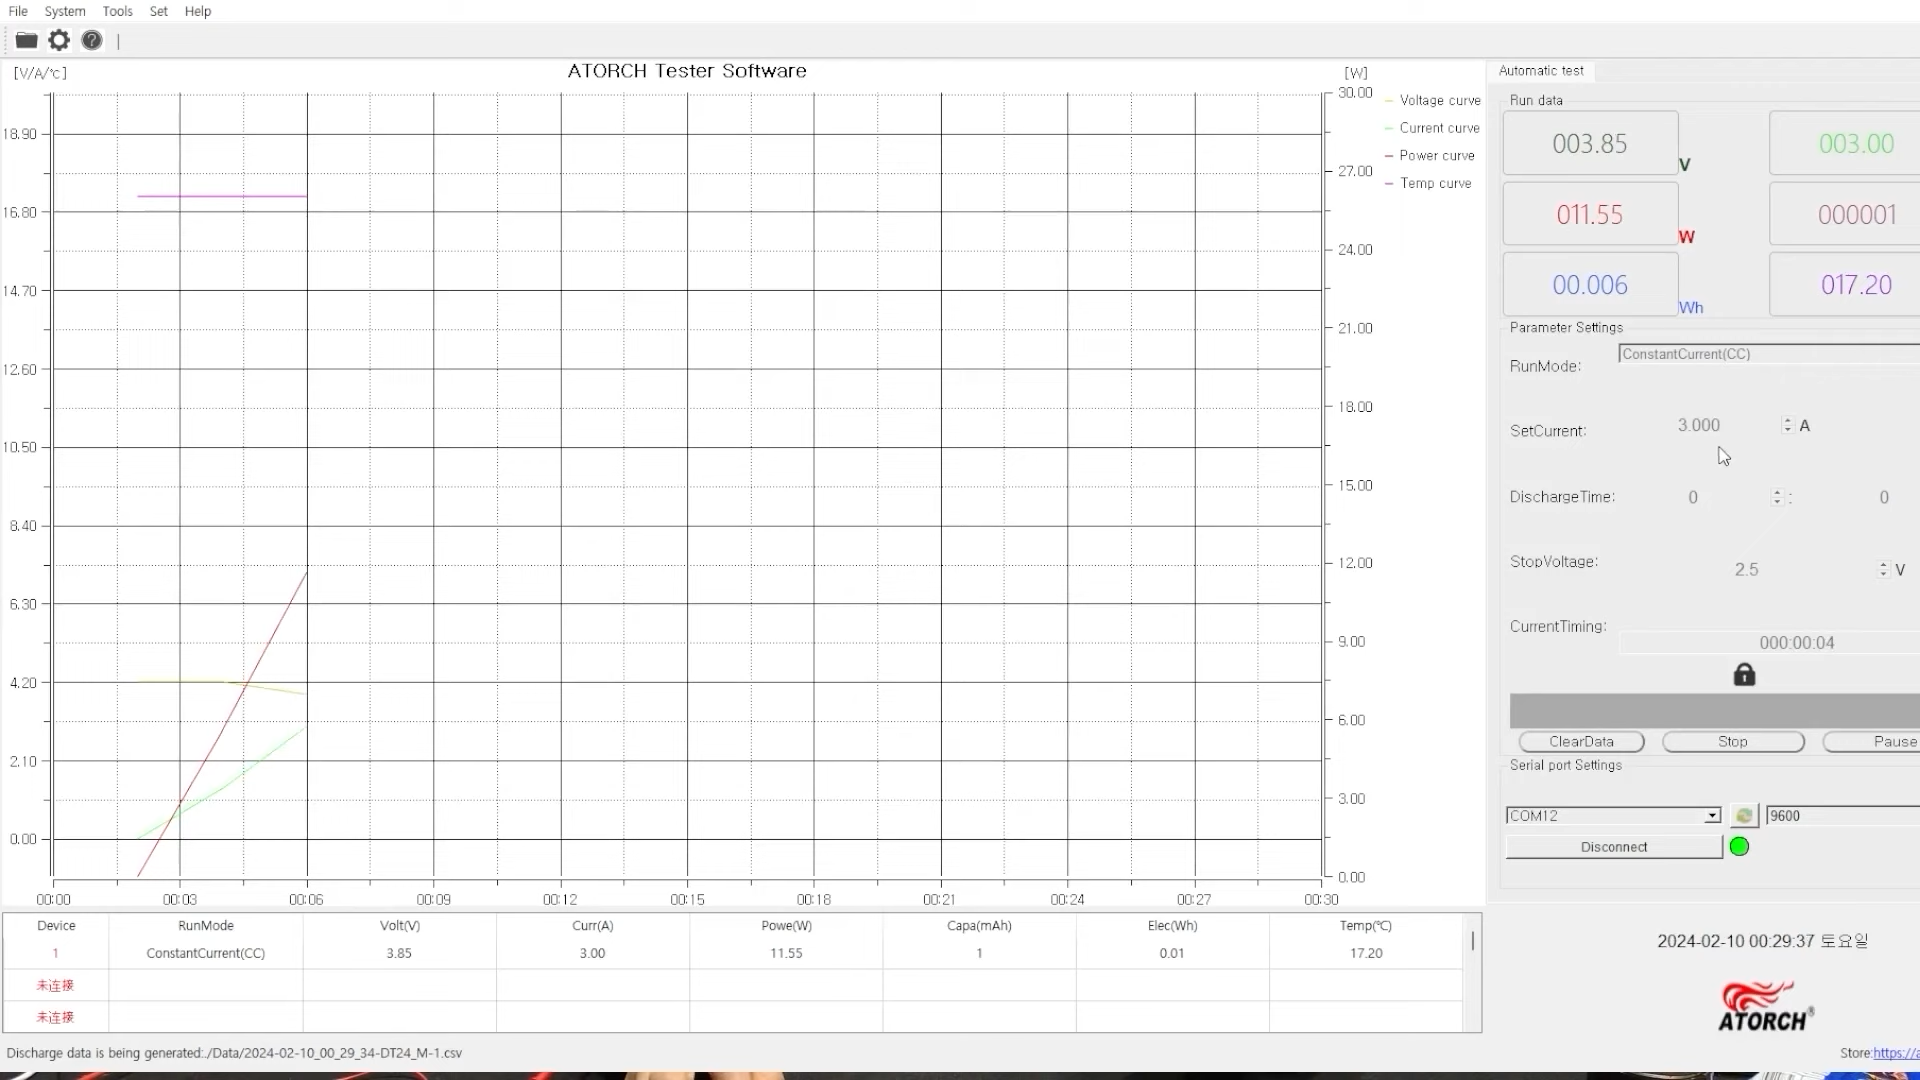 File System Tools Set Help
[V/A/℃]
ATORCH Tester Software
[W]
18.90
16.80
14.70
12.60
10.50
8.40
6.30
4.20
2.10
0.00
30.00
27.00
24.00
21.00
18.00
15.00
12.00
9.00
6.00
3.00
0.00
00:00 00:03 00:06 00:09 00:12 00:15 00:18 00:21 00:24 00:27 00:30
Voltage curve
Current curve
Power curve
Temp curve
Automatic test
Run data
003.85 V 003.00
011.55 W 000001
00.006 Wh 017.20
Parameter Settings
RunMode: ConstantCurrent(CC)
SetCurrent: 3.000 A
DischargeTime: 0 : 0
StopVoltage: 2.5 V
CurrentTiming: 000:00:04
ClearData Stop Pause
Serial port Settings
COM12 9600
Disconnect
Device RunMode Volt(V) Curr(A) Powe(W) Capa(mAh) Elec(Wh) Temp(℃)
1 ConstantCurrent(CC) 3.85 3.00 11.55 1 0.01 17.20
未连接
未连接
2024-02-10 00:29:37 토요일
ATORCH®
Discharge data is being generated:./Data/2024-02-10_00_29_34-DT24_M-1.csv
Store:https://a